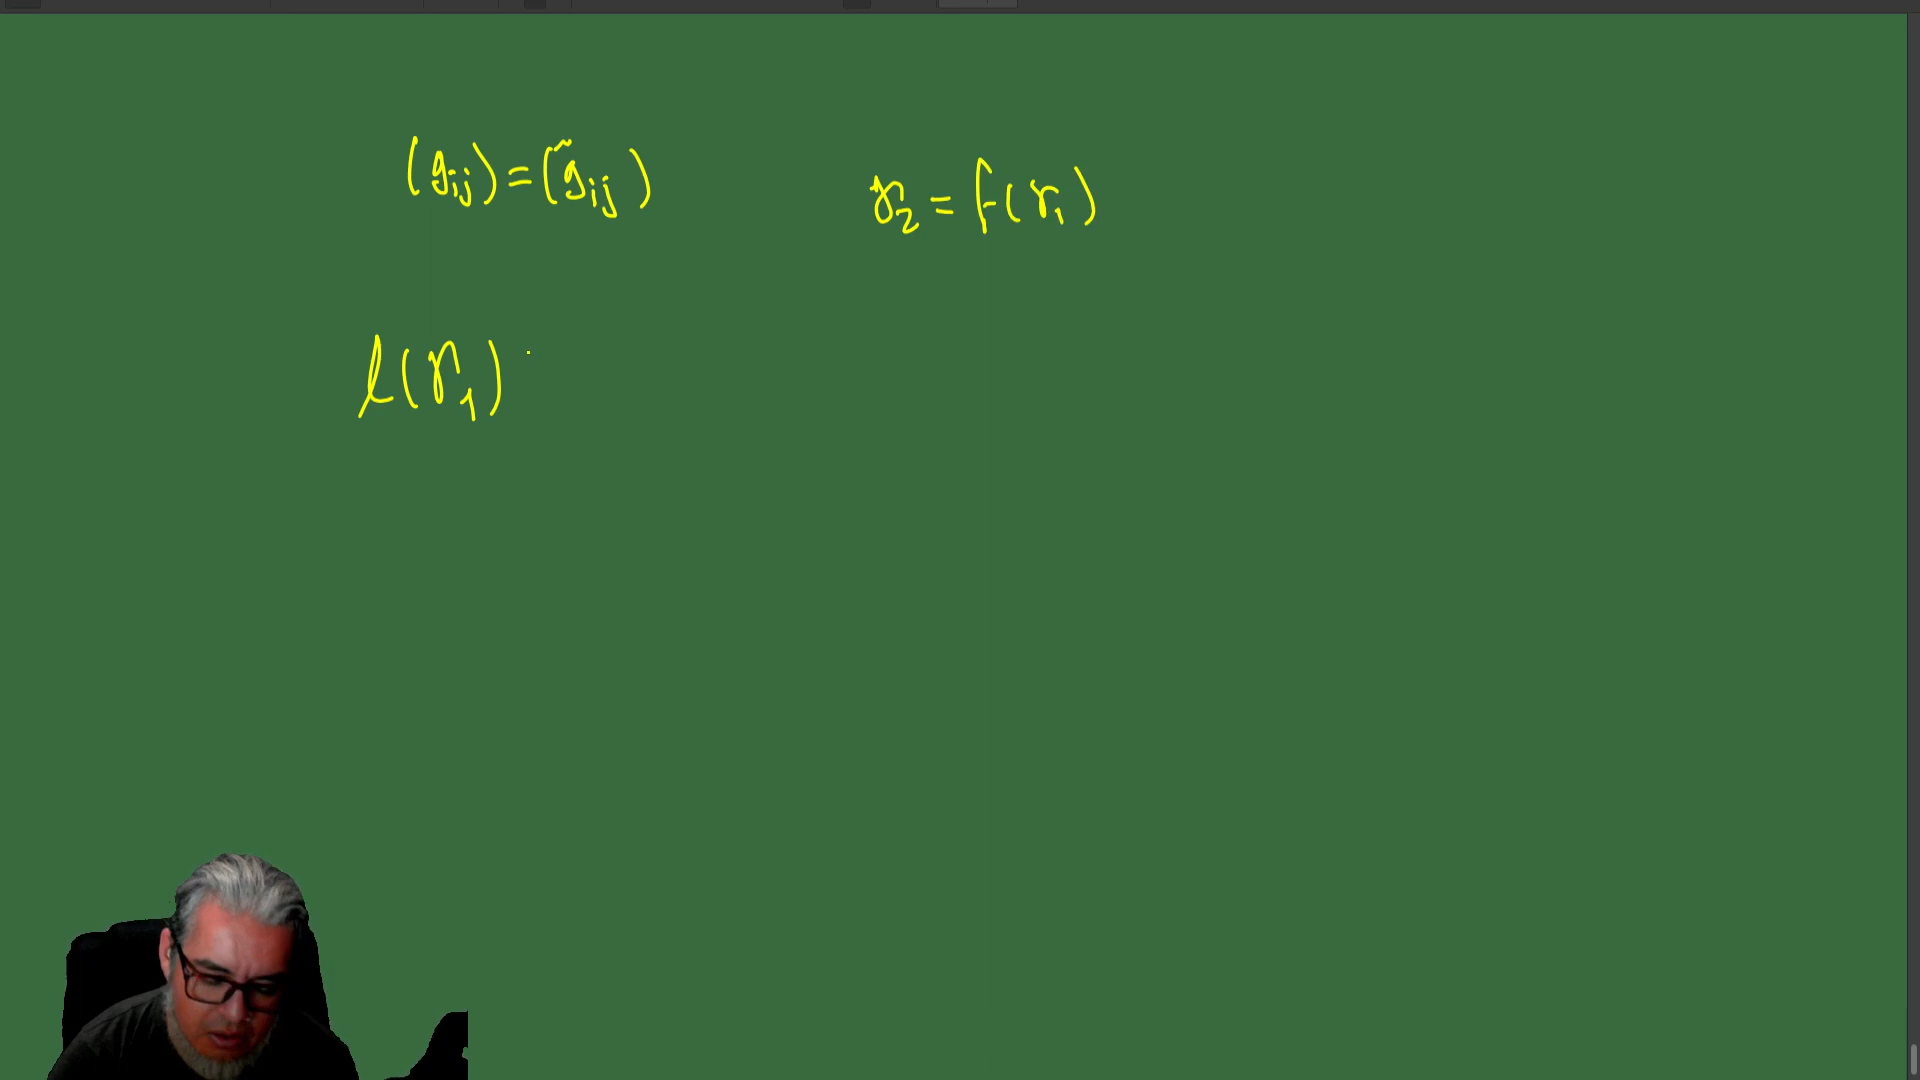 (gᵢⱼ) = (g̃ᵢⱼ)
γ₂ = f(γ₁)
ℓ(γ₁)